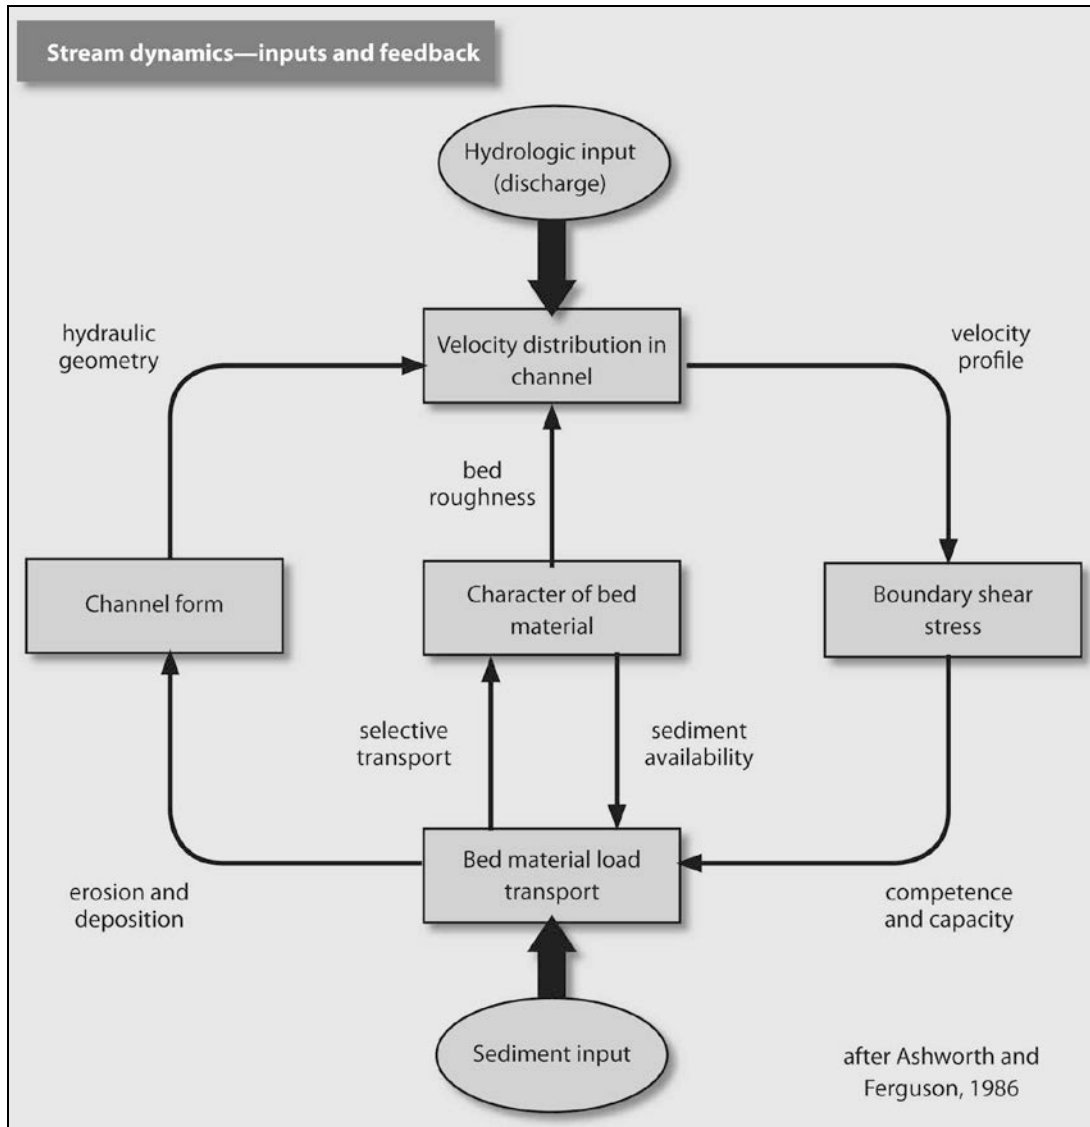 Stream dynamics—inputs and feedback
Hydrologic input
(discharge)
hydraulic
geometry
Velocity distribution in
channel
velocity
profile
bed
roughness
Channel form
Character of bed
material
Boundary shear
stress
selective
transport
sediment
availability
Bed material load
transport
erosion and
deposition
competence
and capacity
Sediment input
after Ashworth and
Ferguson, 1986